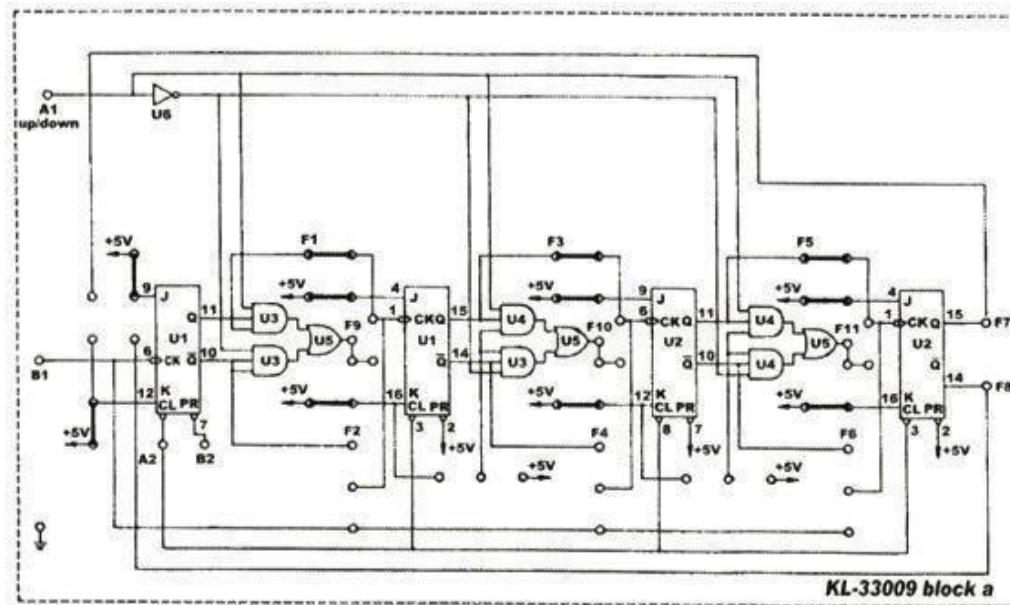 A1
up/down
U6
+5V
F1
+5V
F3
+5V
F5
+5V
9
J
Q
11
U3
U5
F9
4
J
1
CK
Q
15
U4
U5
F10
9
J
6
CK
Q
11
U4
U5
F11
4
J
1
CK
Q
15
F7
B1
6
CK
U1
Q
10
U3
U1
Q
14
U3
U2
Q
10
U4
U2
Q
14
F8
12
K
CL
PR
7
+5V
A2
B2
+5V
16
K
CL
PR
3
2
+5V
F2
+5V
12
K
CL
PR
8
7
+5V
F4
+5V
+5V
16
K
CL
PR
3
2
+5V
F6
+5V
KL-33009 block a